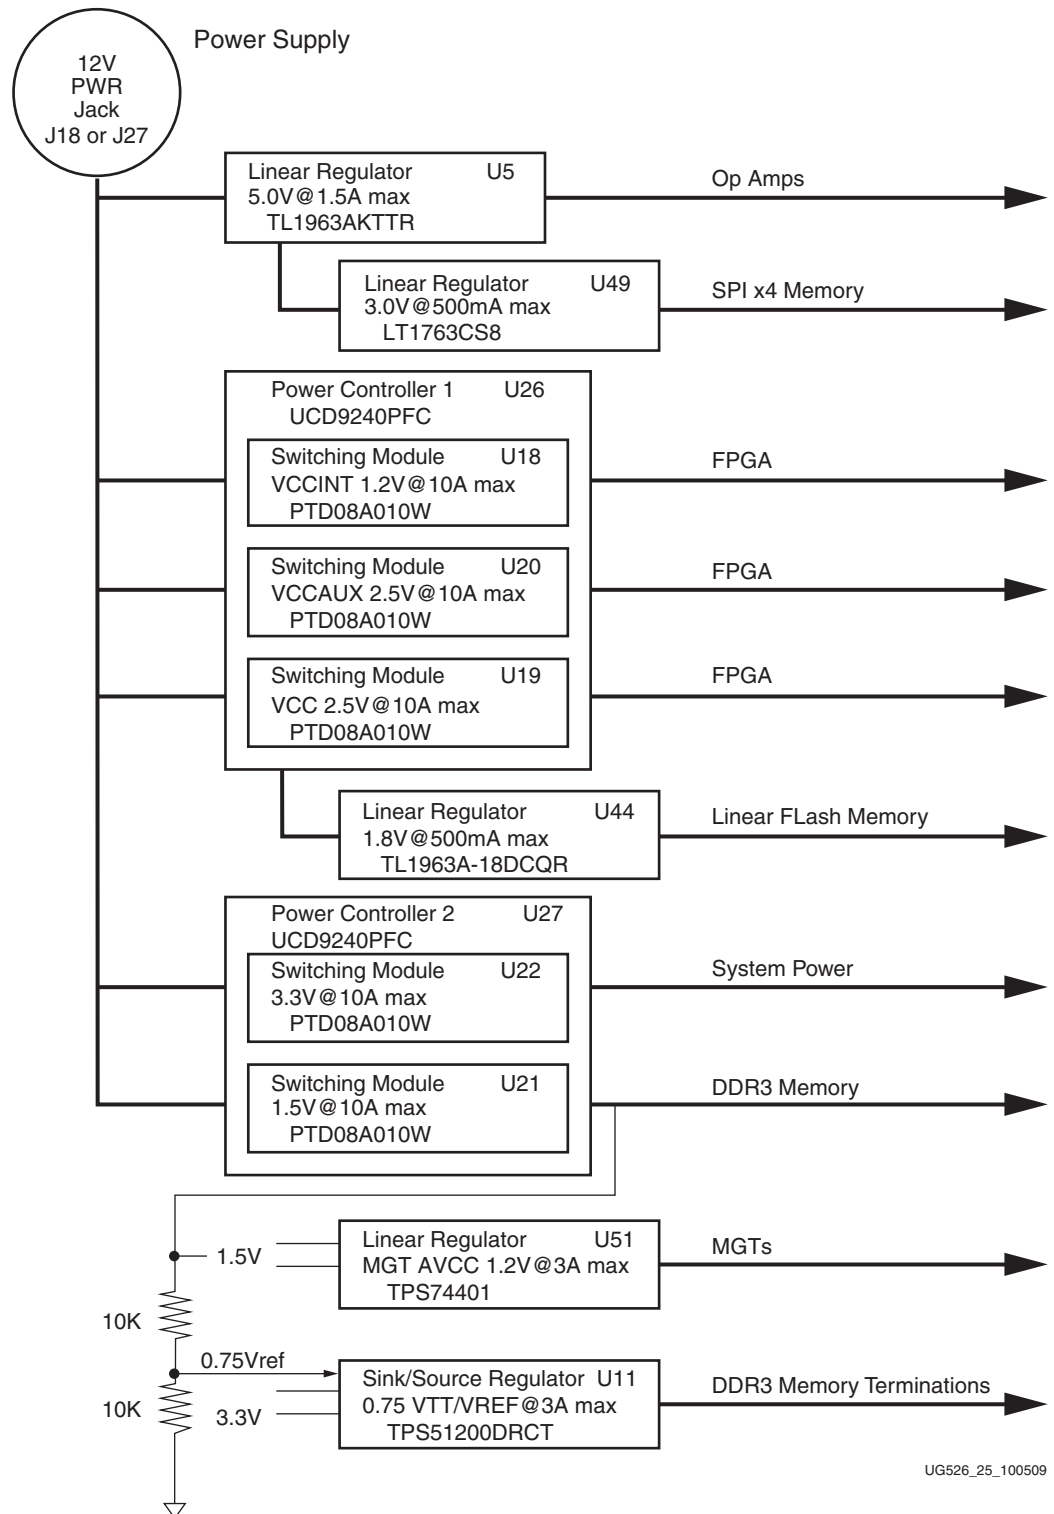 Power Supply
12V
PWR
Jack
J18 or J27
Linear Regulator U5
5.0V@1.5A max
TL1963AKTTR
Op Amps
Linear Regulator U49
3.0V@500mA max
LT1763CS8
SPI x4 Memory
Power Controller 1 U26
UCD9240PFC
Switching Module U18
VCCINT 1.2V@10A max
PTD08A010W
FPGA
Switching Module U20
VCCAUX 2.5V@10A max
PTD08A010W
FPGA
Switching Module U19
VCC 2.5V@10A max
PTD08A010W
FPGA
Linear Regulator U44
1.8V@500mA max
TL1963A-18DCQR
Linear FLash Memory
Power Controller 2 U27
UCD9240PFC
Switching Module U22
3.3V@10A max
PTD08A010W
System Power
Switching Module U21
1.5V@10A max
PTD08A010W
DDR3 Memory
1.5V
Linear Regulator U51
MGT AVCC 1.2V@3A max
TPS74401
MGTs
10K
0.75Vref
10K
3.3V
Sink/Source Regulator U11
0.75 VTT/VREF@3A max
TPS51200DRCT
DDR3 Memory Terminations
UG526_25_100509